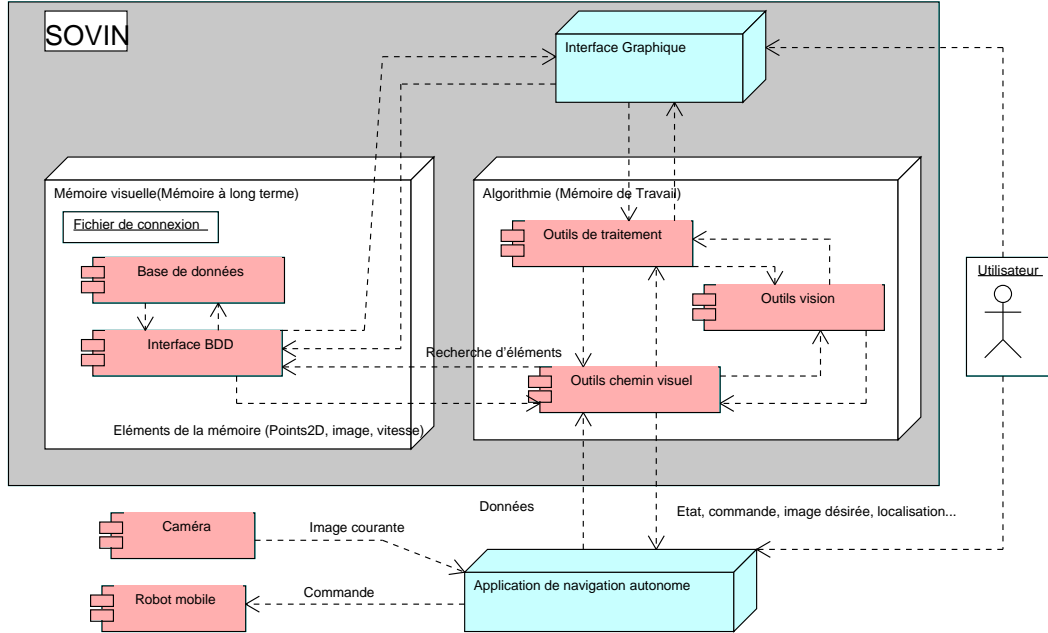 SOVIN
Interface Graphique
Mémoire visuelle(Mémoire à long terme)
Algorithmie (Mémoire de Travail)
Fichier de connexion
Outils de traitement
Base de données
Utilisateur
Outils vision
Interface BDD
Recherche d'éléments
Outils chemin visuel
Eléments de la mémoire (Points2D, image, vitesse)
Données
Etat, commande, image désirée, localisation...
Caméra
Image courante
Application de navigation autonome
Robot mobile
Commande